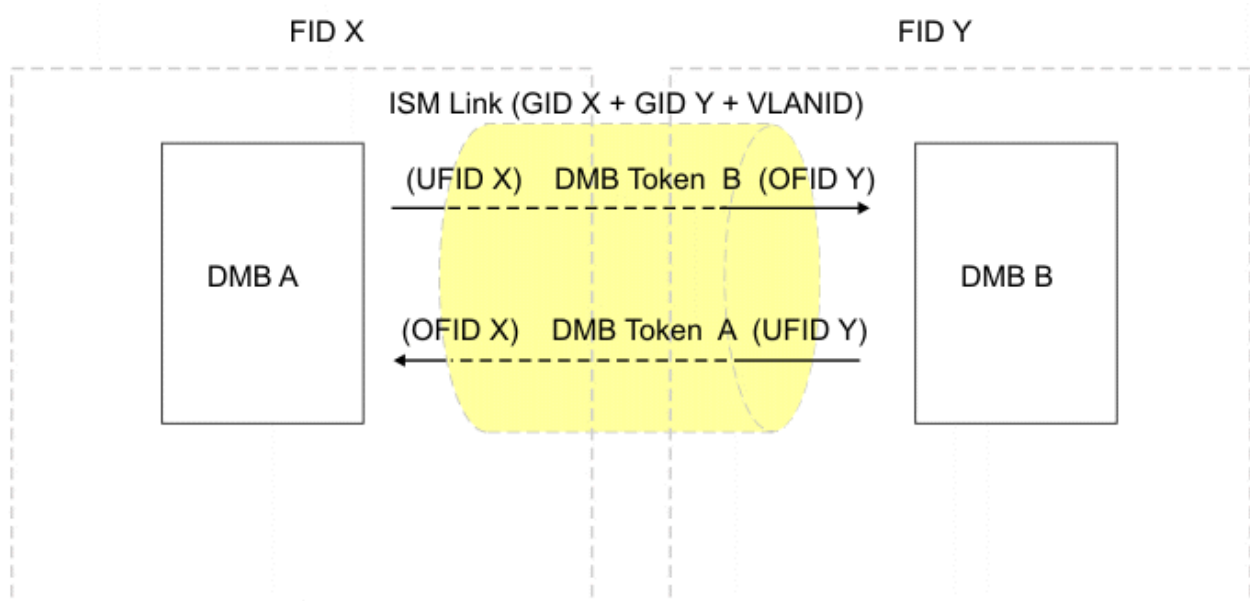 FID X FID Y
ISM Link (GID X + GID Y + VLANID)
(UFID X) DMB Token B (OFID Y)
DMB A DMB B
(OFID X) DMB Token A (UFID Y)